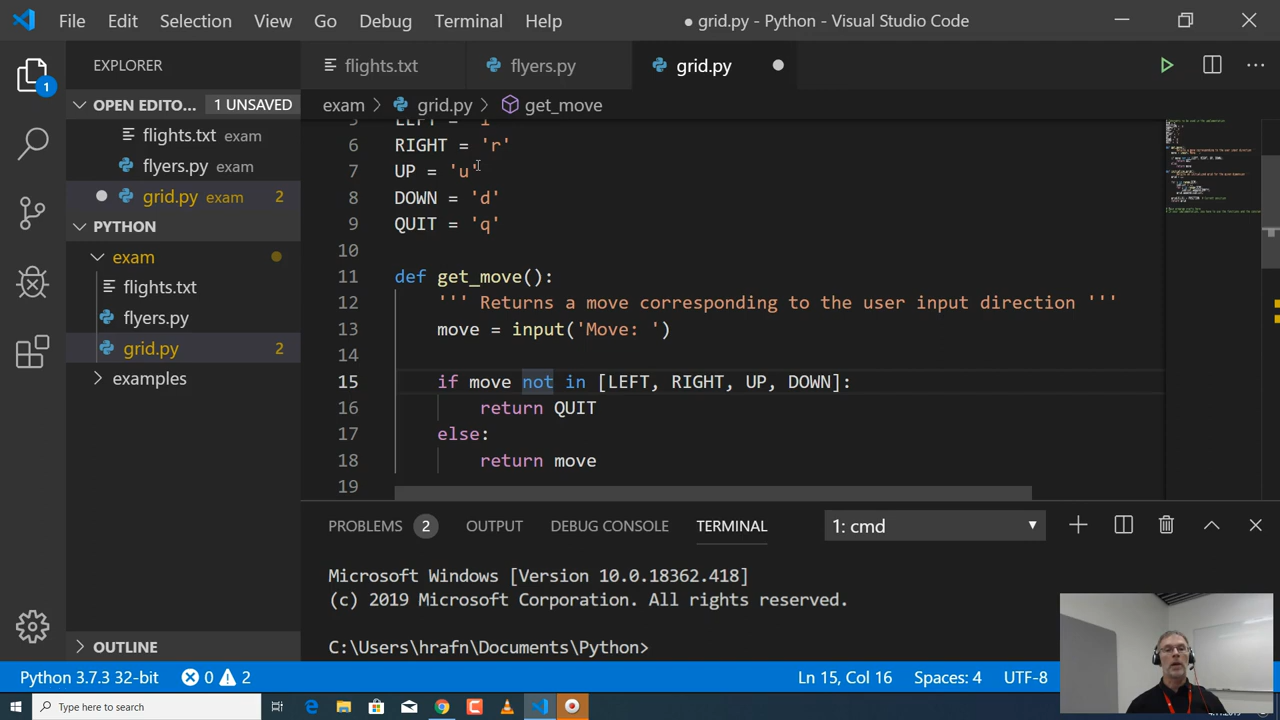 File Edit Selection View Go Debug Terminal Help ● grid.py - Python - Visual Studio Code
EXPLORER
flights.txt flyers.py grid.py
OPEN EDITO... 1 UNSAVED
exam > grid.py > get_move
flights.txt exam
flyers.py exam
grid.py exam 2
PYTHON
exam
flights.txt
flyers.py
grid.py 2
examples
OUTLINE
6 RIGHT = 'r'
7 UP = 'u'
8 DOWN = 'd'
9 QUIT = 'q'
10
11 def get_move():
12 ''' Returns a move corresponding to the user input direction '''
13 move = input('Move: ')
14
15 if move not in [LEFT, RIGHT, UP, DOWN]:
16 return QUIT
17 else:
18 return move
19
PROBLEMS 2 OUTPUT DEBUG CONSOLE TERMINAL 1: cmd
Microsoft Windows [Version 10.0.18362.418]
(c) 2019 Microsoft Corporation. All rights reserved.
C:\Users\hrafn\Documents\Python>
Python 3.7.3 32-bit 0 2 Ln 15, Col 16 Spaces: 4 UTF-8
Type here to search